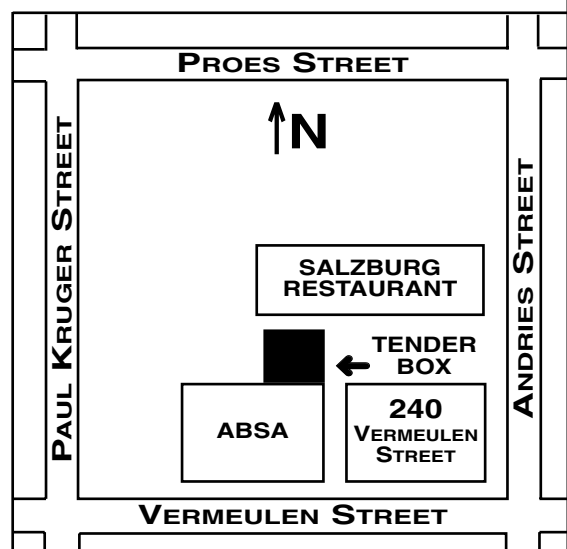 PROES STREET
N
PAUL KRUGER STREET
ANDRIES STREET
SALZBURG
RESTAURANT
TENDER
BOX
ABSA
240
VERMEULEN
STREET
VERMEULEN STREET